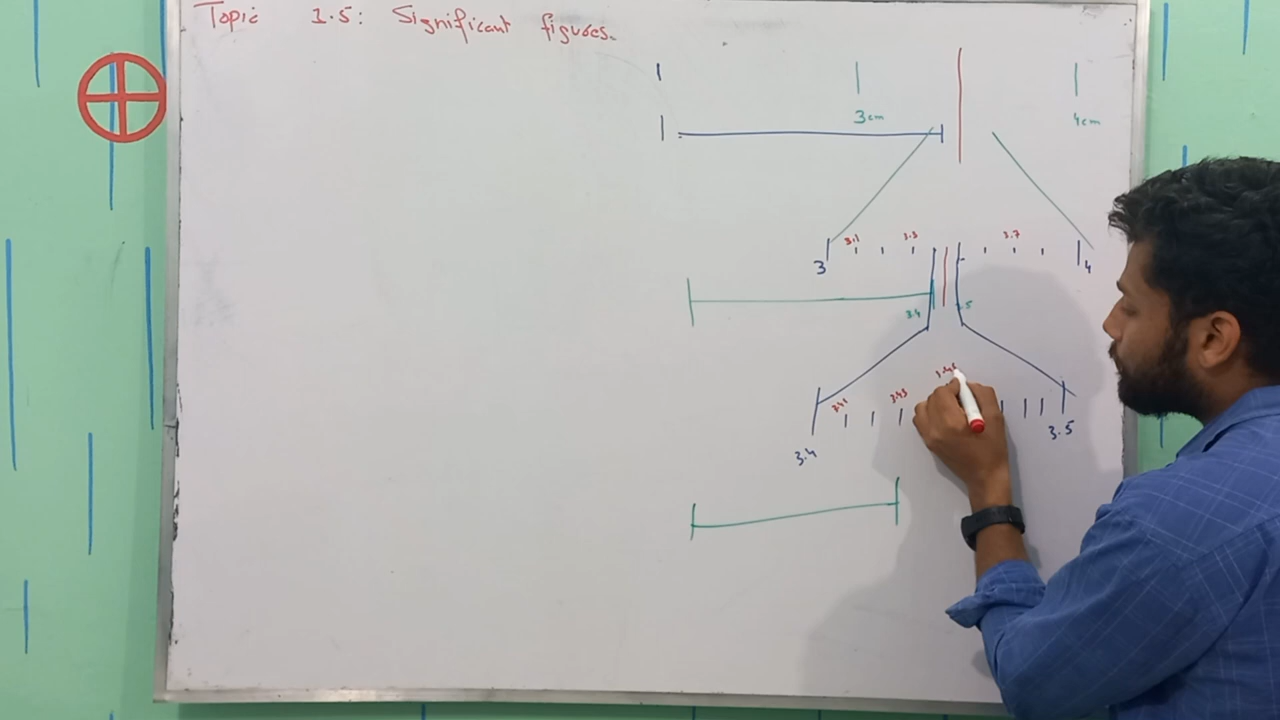 Topic 1.5: Significant figures.
3cm
4cm
3.1 3.3 3.7
3 4
3.4 .5
3.41 3.43
3.4 3.5